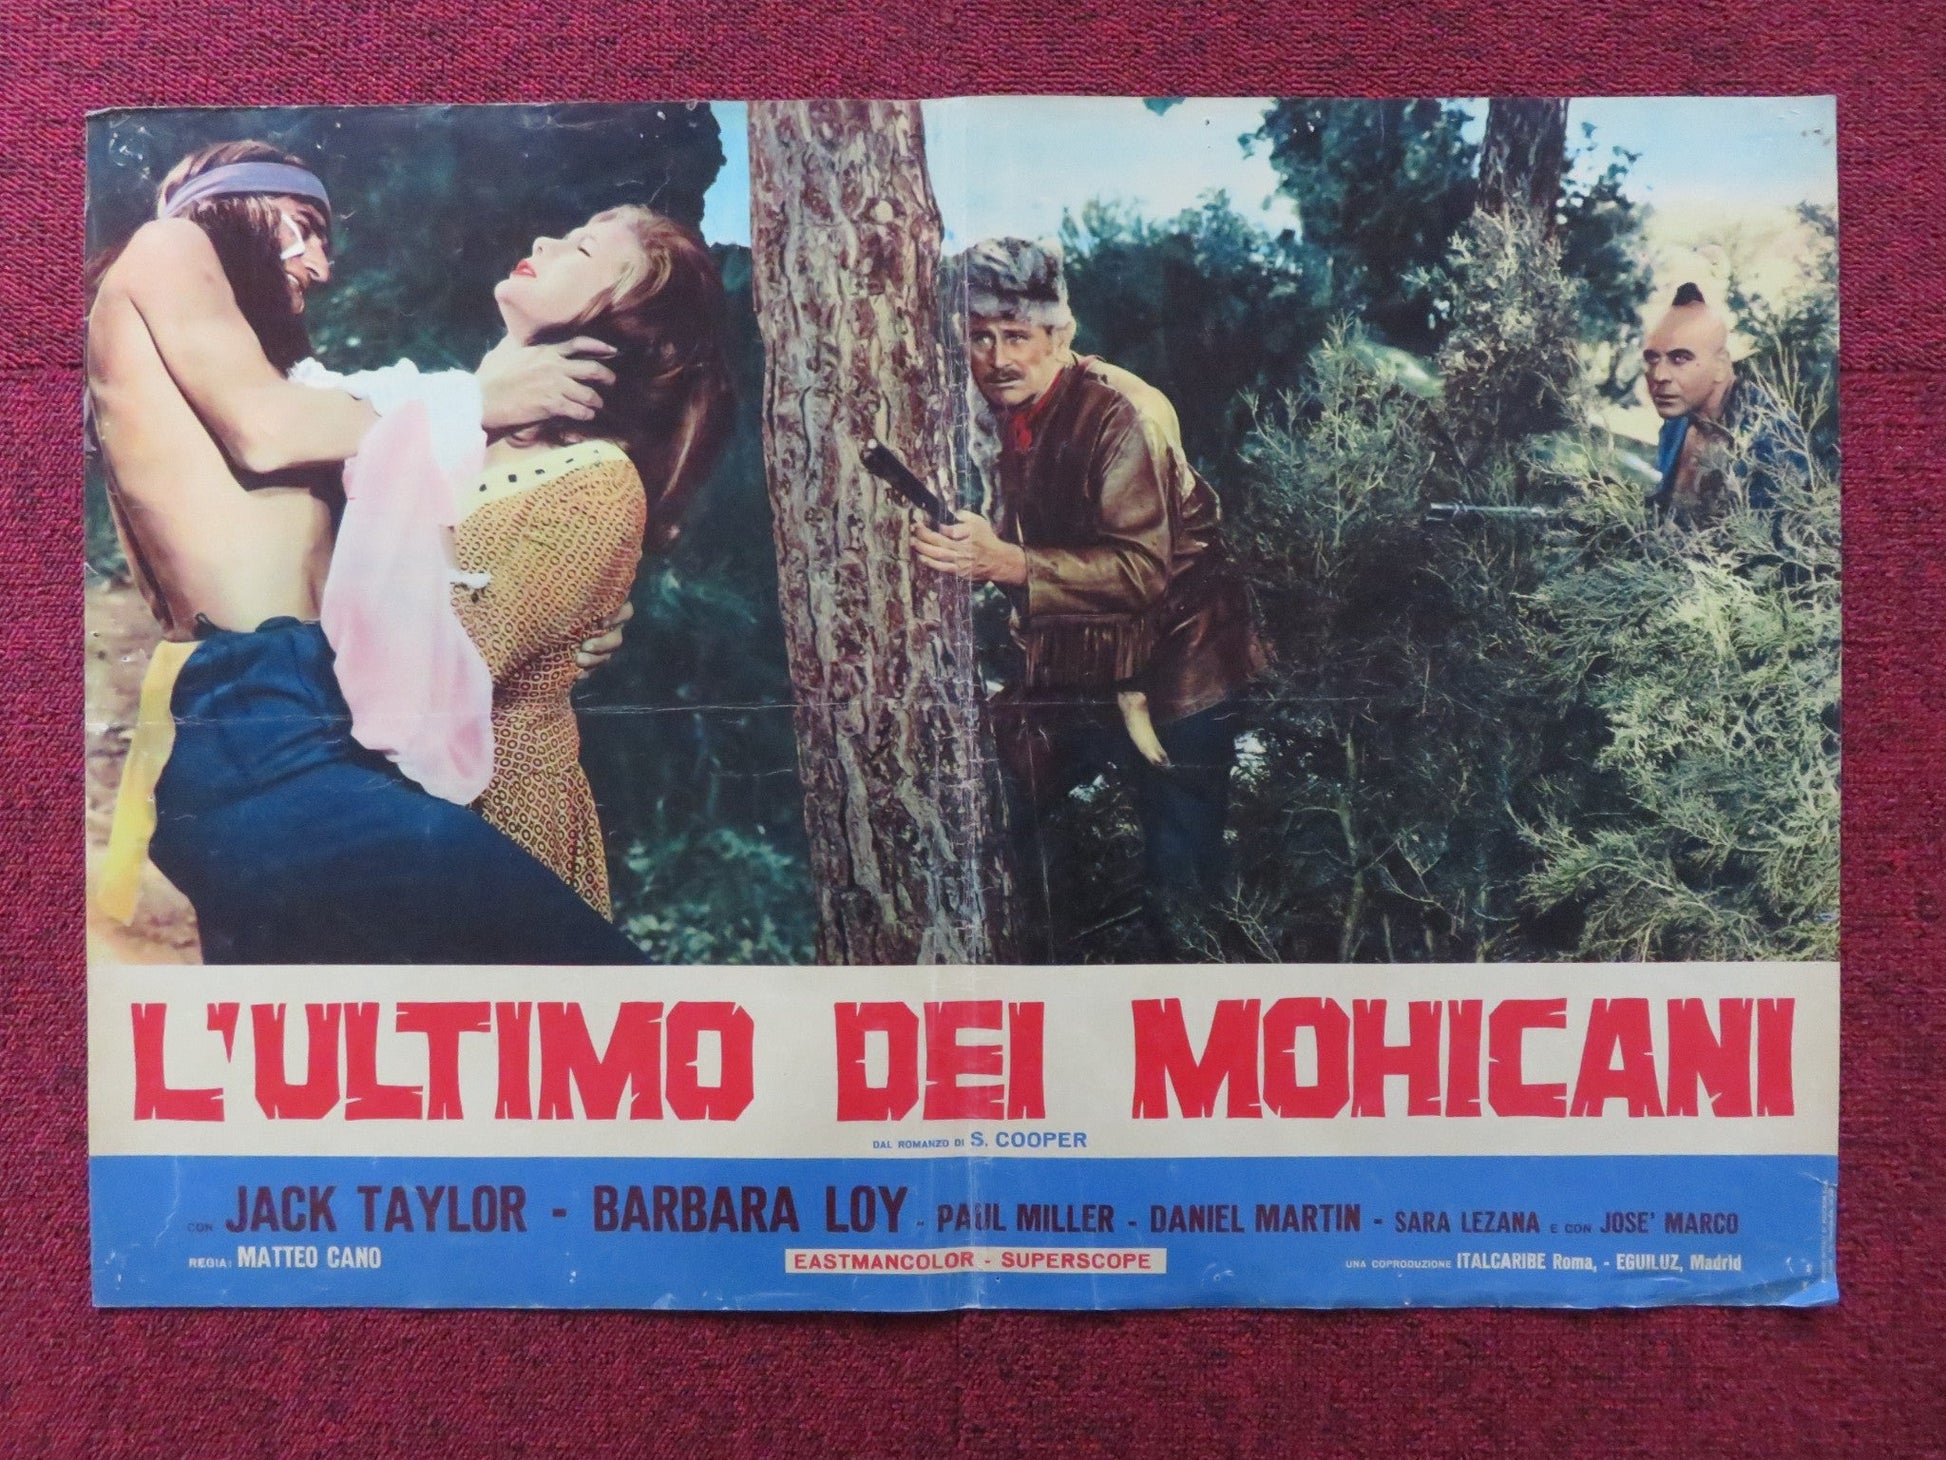 L'ULTIMO DEI MOHICANI
DAL ROMANZO DI S. COOPER
CON JACK TAYLOR - BARBARA LOY - PAUL MILLER - DANIEL MARTIN - SARA LEZANA E CON JOSE' MARCO
REGIA: MATTEO CANO EASTMANCOLOR - SUPERSCOPE UNA COPRODUZIONE ITALCARIBE Roma, - EGUILUZ, Madrid